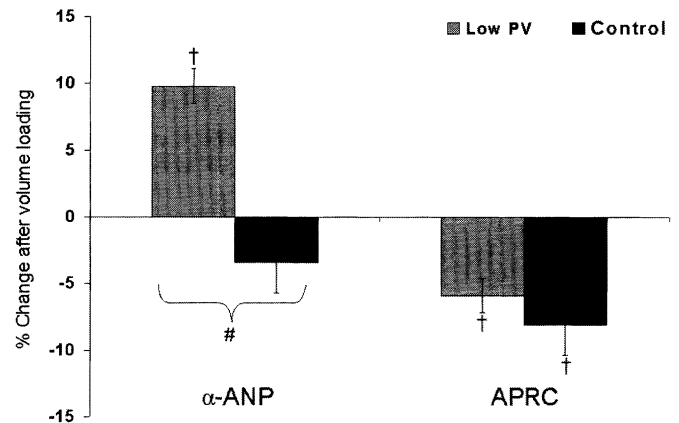 Low PV
Control
% Change after volume loading
15
10
5
0
-5
-10
-15
†
#
†
†
α-ANP
APRC